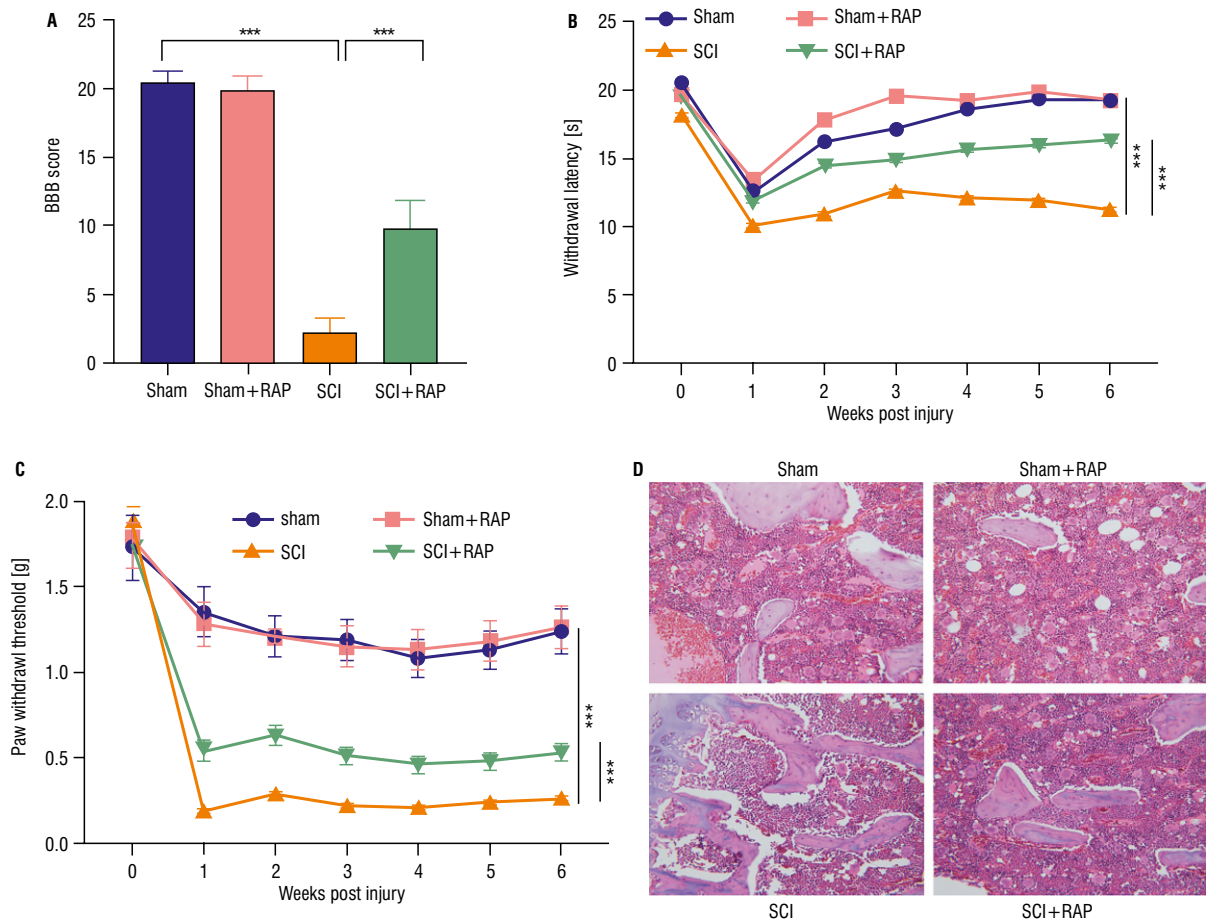 A
***
***
25
20
15
10
5
0
BBB score
Sham
Sham+RAP
SCI
SCI+RAP
B
Sham
Sham+RAP
SCI
SCI+RAP
25
20
15
10
5
0
Withdrawal latency [s]
***
***
0 1 2 3 4 5 6
Weeks post injury
C
sham
Sham+RAP
SCI
SCI+RAP
2.0
1.5
1.0
0.5
0.0
Paw withdrawl threshold [g]
***
***
0 1 2 3 4 5 6
Weeks post injury
D
Sham
Sham+RAP
SCI
SCI+RAP